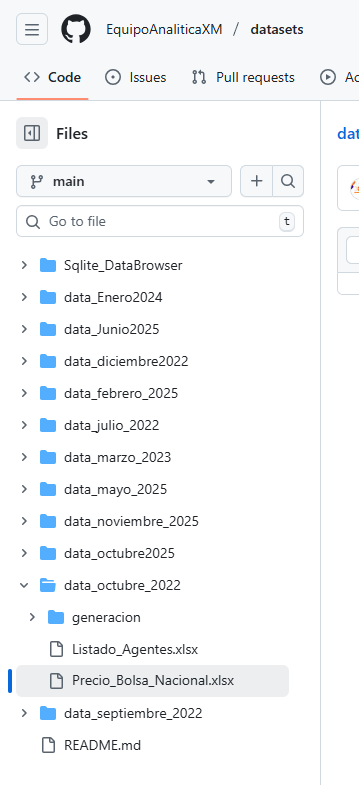 EquipoAnaliticaXM / datasets
Code Issues Pull requests Ac
Files
dat
main
Go to file t
Sqlite_DataBrowser
data_Enero2024
data_Junio2025
data_diciembre2022
data_febrero_2025
data_julio_2022
data_marzo_2023
data_mayo_2025
data_noviembre_2025
data_octubre2025
data_octubre_2022
generacion
Listado_Agentes.xlsx
Precio_Bolsa_Nacional.xlsx
data_septiembre_2022
README.md